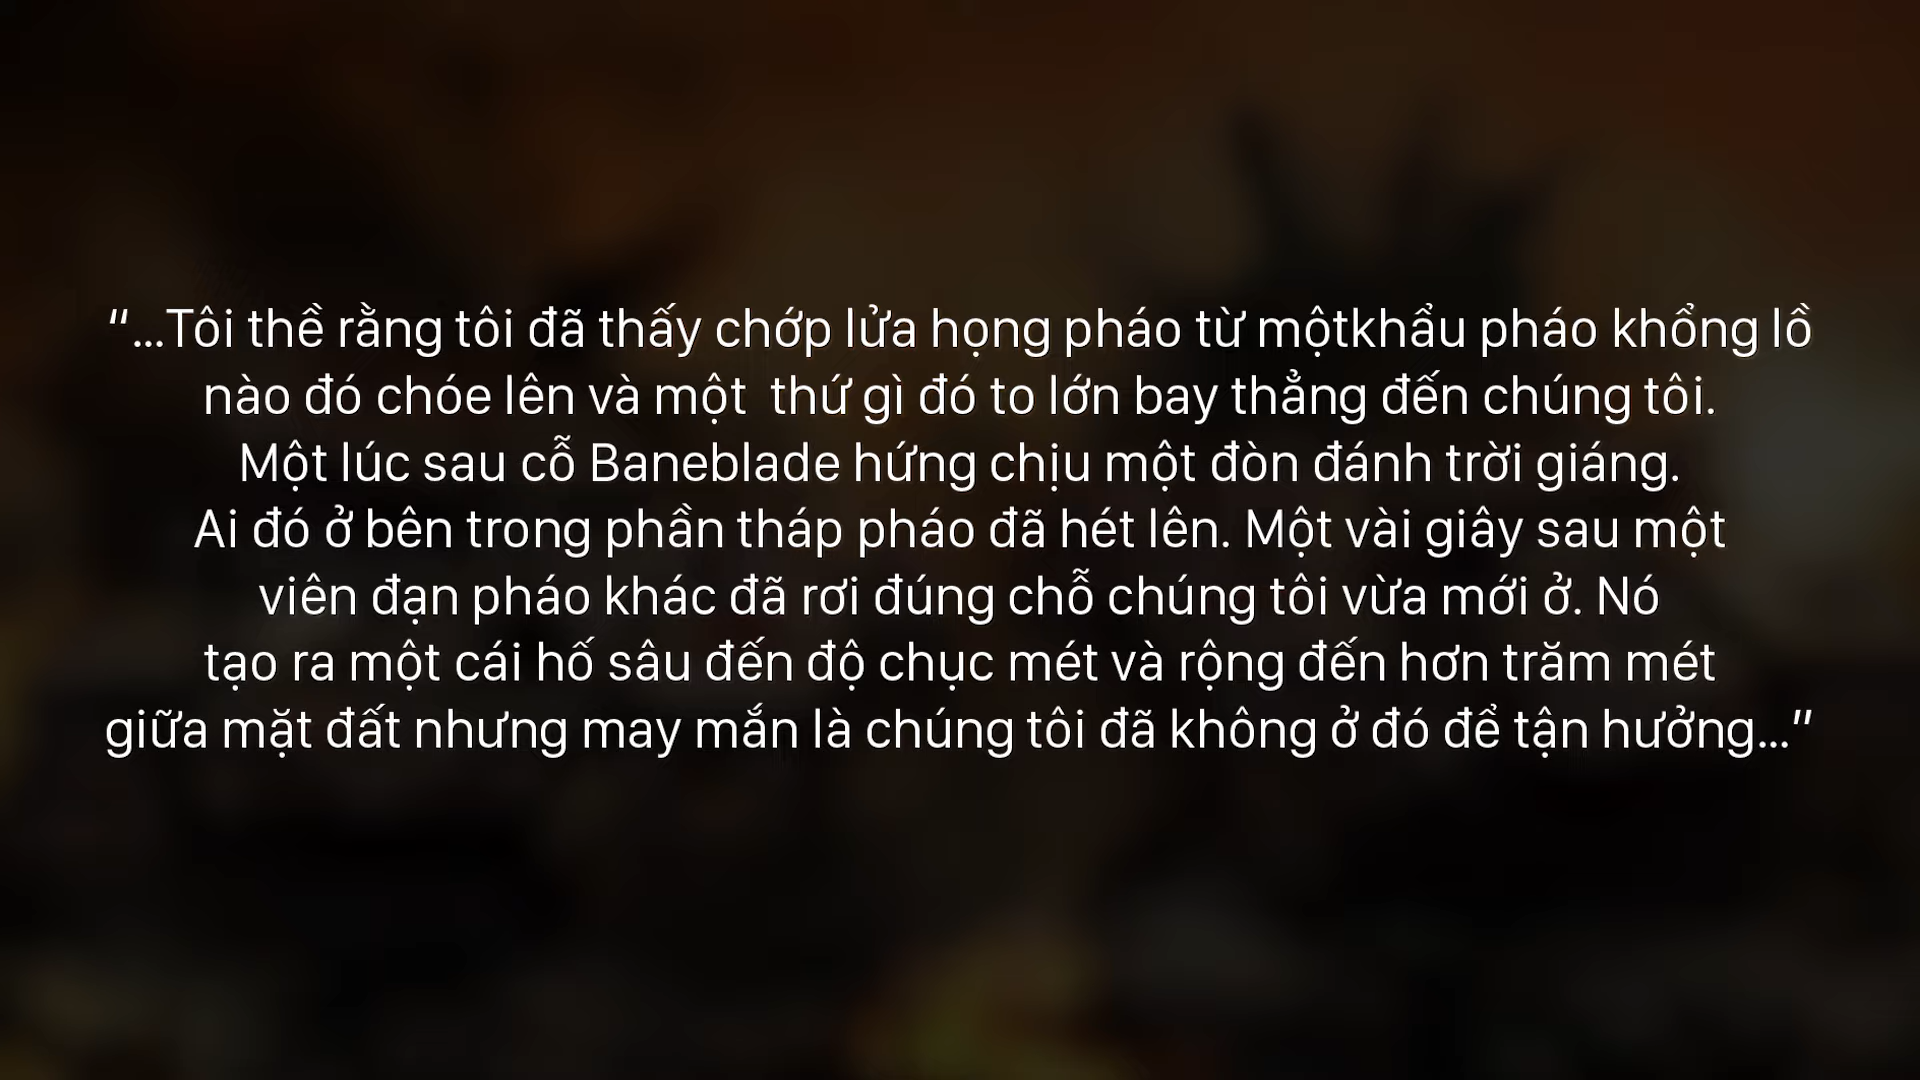 “...Tôi thề rằng tôi đã thấy chớp lửa họng pháo từ mộtkhẩu pháo khổng lồ
nào đó chóe lên và một  thứ gì đó to lớn bay thẳng đến chúng tôi.
Một lúc sau cỗ Baneblade hứng chịu một đòn đánh trời giáng.
Ai đó ở bên trong phần tháp pháo đã hét lên. Một vài giây sau một
viên đạn pháo khác đã rơi đúng chỗ chúng tôi vừa mới ở. Nó
tạo ra một cái hố sâu đến độ chục mét và rộng đến hơn trăm mét
giữa mặt đất nhưng may mắn là chúng tôi đã không ở đó để tận hưởng...”